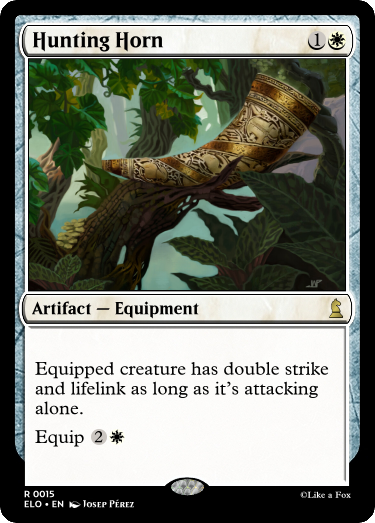 Hunting Horn 1
Artifact — Equipment
Equipped creature has double strike
and lifelink as long as it's attacking
alone.
Equip 2
R 0015
ELO • EN Josep Pérez
©Like a Fox